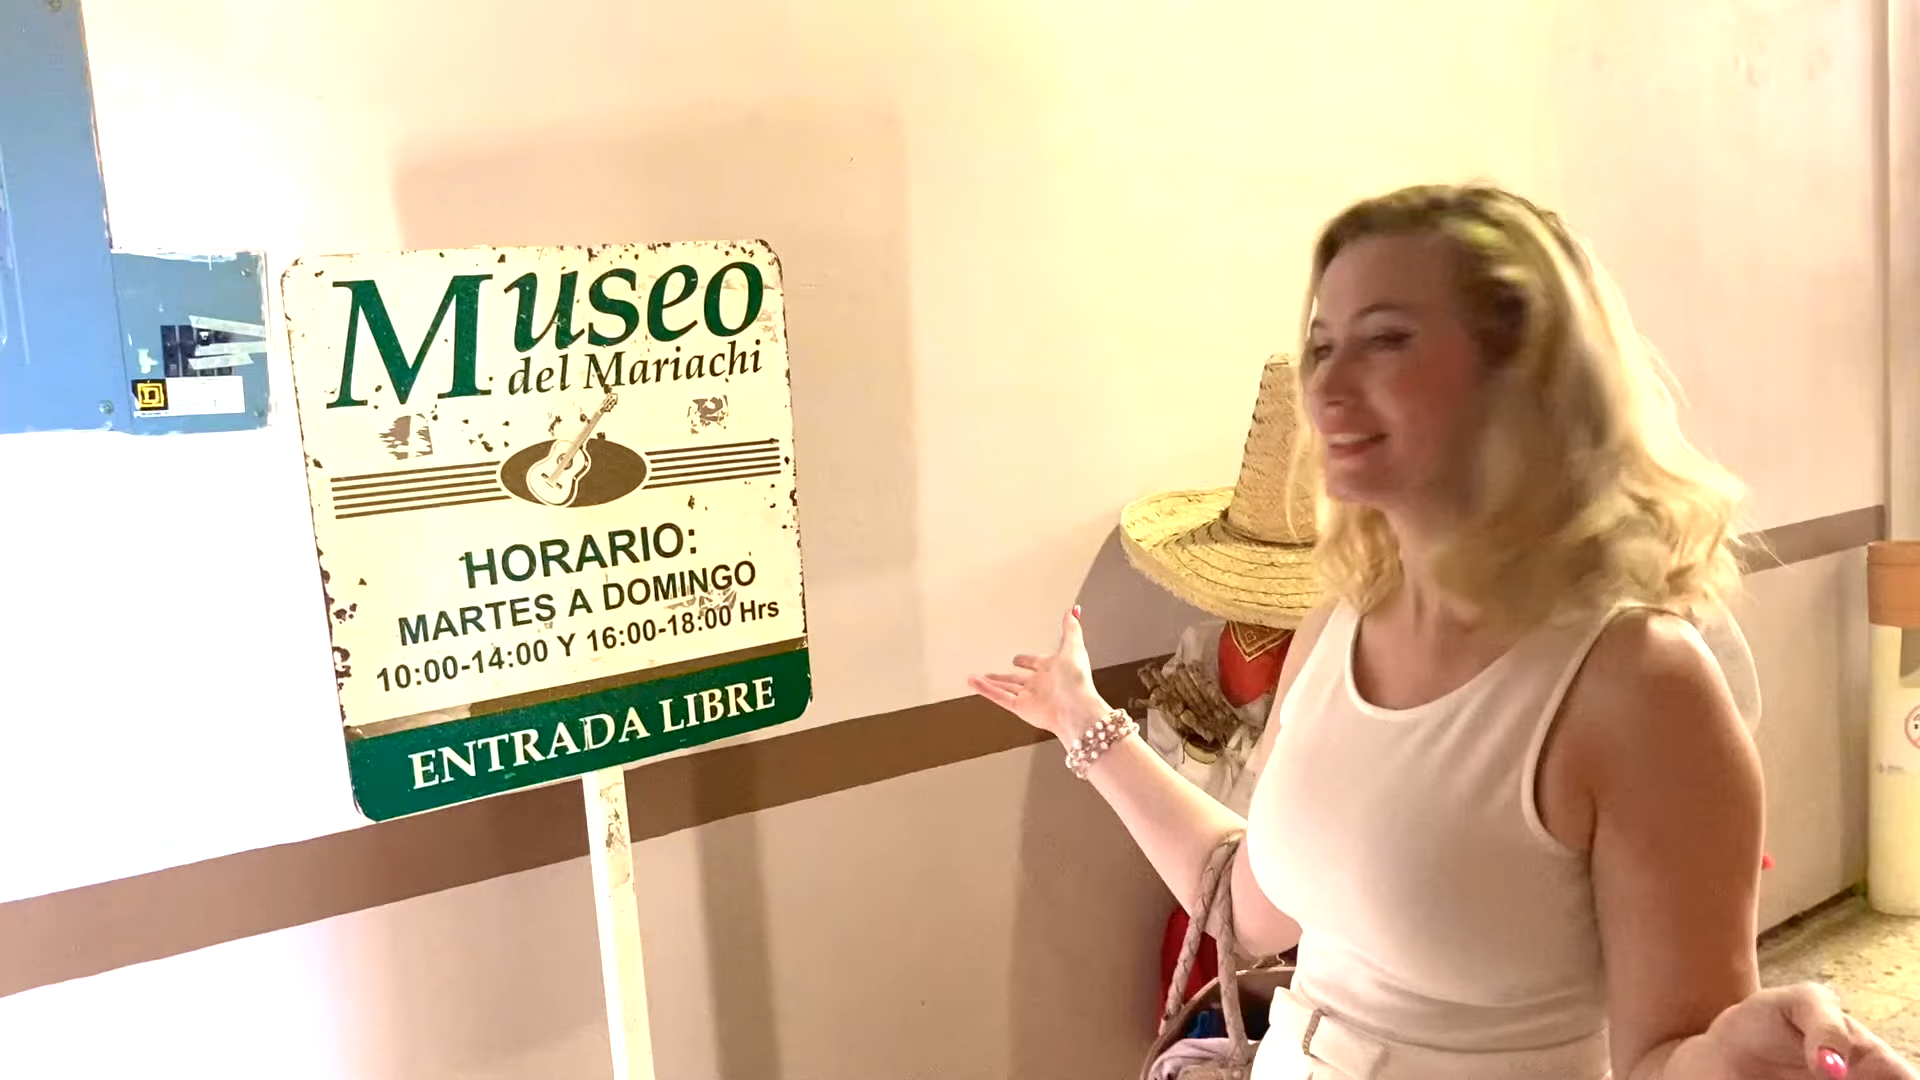 Museo
del Mariachi
HORARIO:
MARTES A DOMINGO
10:00-14:00 Y 16:00-18:00 Hrs
ENTRADA LIBRE